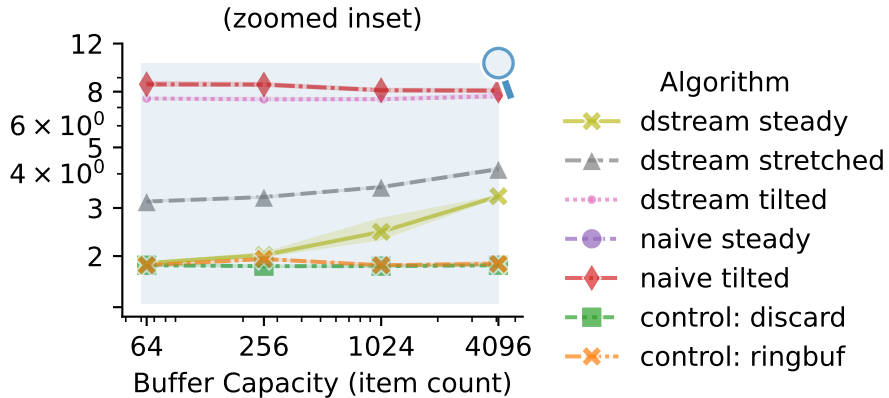 (zoomed inset)
12
8
6 × 10⁰
5
4 × 10⁰
3
2
64 256 1024 4096
Buffer Capacity (item count)
Algorithm
dstream steady
dstream stretched
dstream tilted
naive steady
naive tilted
control: discard
control: ringbuf